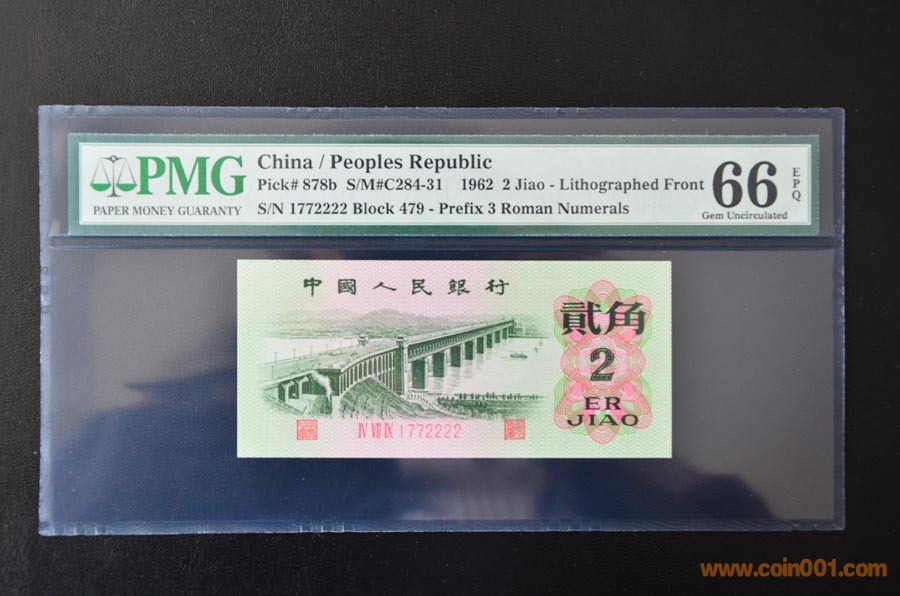 PMG
PAPER MONEY GUARANTY
China / Peoples Republic
Pick# 878b S/M#C284-31 1962 2 Jiao - Lithographed Front
S/N 1772222 Block 479 - Prefix 3 Roman Numerals
66
EPQ
Gem Uncirculated
中國人民銀行
貳角
2
ER
JIAO
Ⅳ Ⅶ Ⅸ 1772222
www.coin001.com